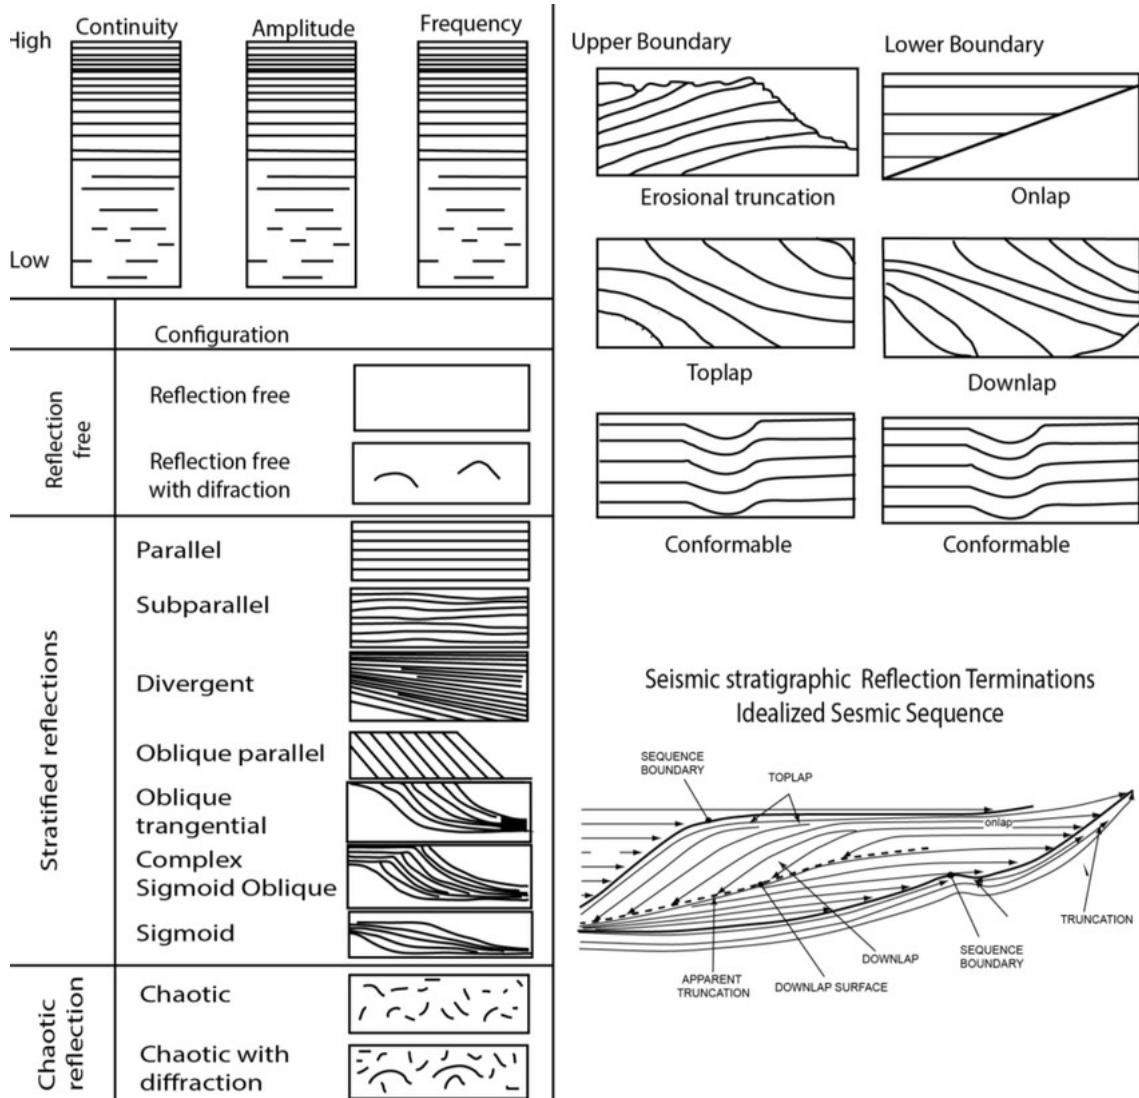 Continuity
Amplitude
Frequency
High
Low
Configuration
Reflection
free
Reflection free
Reflection free
with difraction
Stratified reflections
Parallel
Subparallel
Divergent
Oblique parallel
Oblique
trangential
Complex
Sigmoid Oblique
Sigmoid
Chaotic
reflection
Chaotic
Chaotic with
diffraction
Upper Boundary
Lower Boundary
Erosional truncation
Onlap
Toplap
Downlap
Conformable
Conformable
Seismic stratigraphic Reflection Terminations
Idealized Sesmic Sequence
SEQUENCE
BOUNDARY
TOPLAP
onlap
TRUNCATION
DOWNLAP
SEQUENCE
BOUNDARY
APPARENT
TRUNCATION
DOWNLAP SURFACE